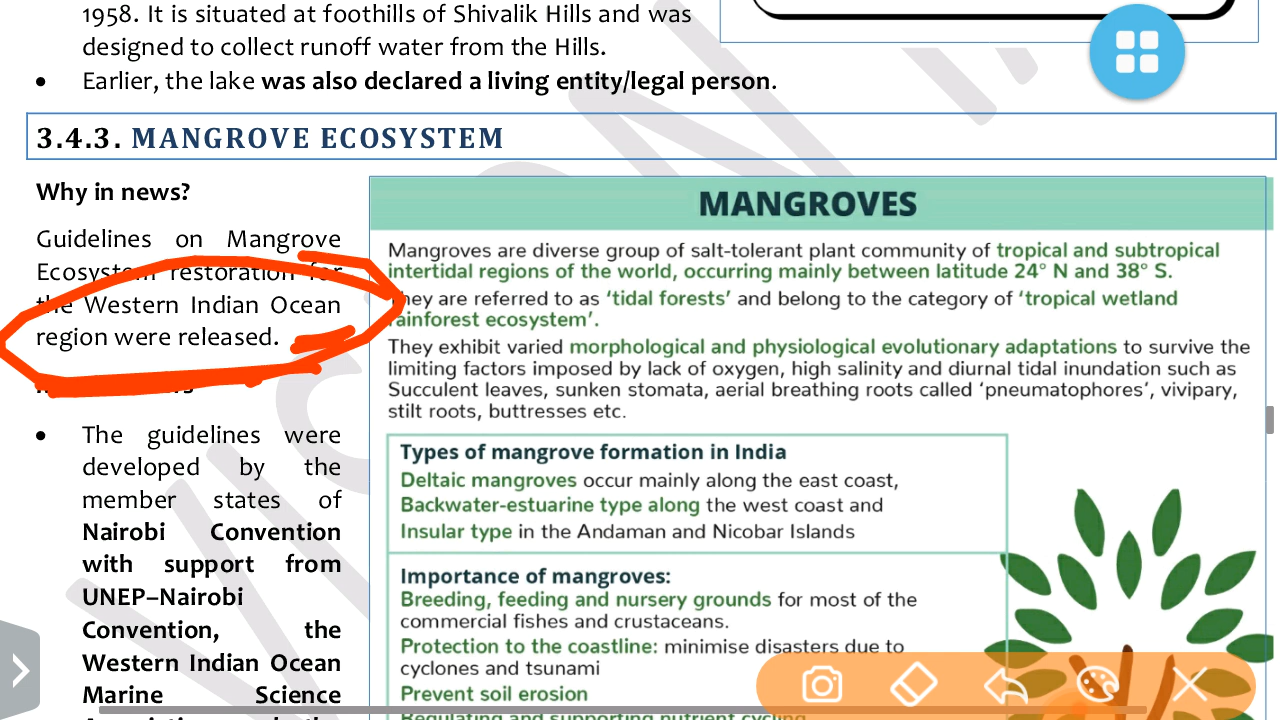 1958. It is situated at foothills of Shivalik Hills and was
designed to collect runoff water from the Hills.
• Earlier, the lake was also declared a living entity/legal person.
3.4.3. MANGROVE ECOSYSTEM
Why in news?
Guidelines on Mangrove
Ecosystem restoration for
the Western Indian Ocean
region were released.
• The guidelines were
developed by the
member states of
Nairobi Convention
with support from
UNEP–Nairobi
Convention, the
Western Indian Ocean
Marine Science
MANGROVES
Mangroves are diverse group of salt-tolerant plant community of tropical and subtropical
intertidal regions of the world, occurring mainly between latitude 24° N and 38° S.
They are referred to as ‘tidal forests’ and belong to the category of ‘tropical wetland
rainforest ecosystem’.
They exhibit varied morphological and physiological evolutionary adaptations to survive the
limiting factors imposed by lack of oxygen, high salinity and diurnal tidal inundation such as
Succulent leaves, sunken stomata, aerial breathing roots called ‘pneumatophores’, vivipary,
stilt roots, buttresses etc.
Types of mangrove formation in India
Deltaic mangroves occur mainly along the east coast,
Backwater-estuarine type along the west coast and
Insular type in the Andaman and Nicobar Islands
Importance of mangroves:
Breeding, feeding and nursery grounds for most of the
commercial fishes and crustaceans.
Protection to the coastline: minimise disasters due to
cyclones and tsunami
Prevent soil erosion
Regulating and supporting nutrient cycling